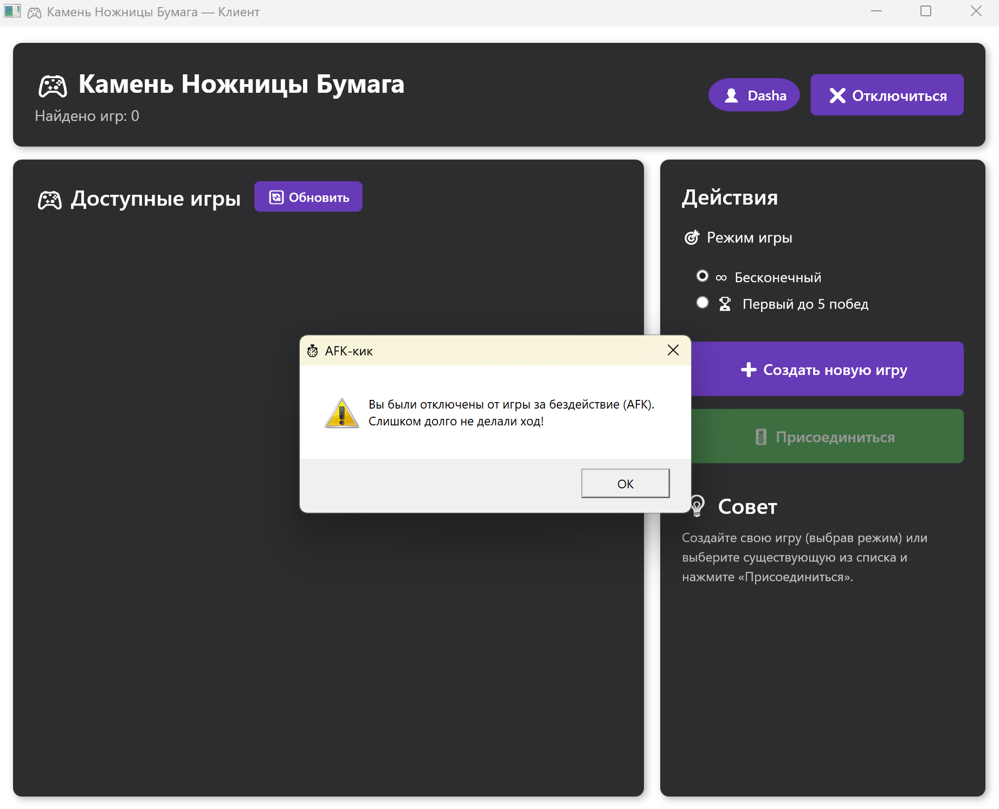 Камень Ножницы Бумага — Клиент
Камень Ножницы Бумага
Найдено игр: 0
Dasha
Отключиться
Доступные игры
Обновить
Действия
Режим игры
∞ Бесконечный
Первый до 5 побед
AFK-кик
Вы были отключены от игры за бездействие (AFK).
Слишком долго не делали ход!
OK
Создать новую игру
Присоединиться
Совет
Создайте свою игру (выбрав режим) или
выберите существующую из списка и
нажмите «Присоединиться».